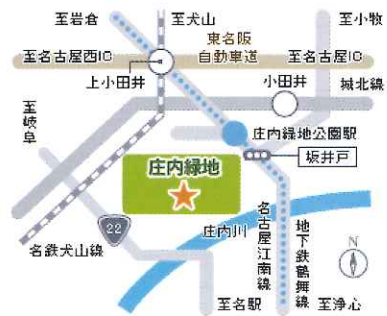 至岩倉
至犬山
至小牧
東名阪
自動車道
至名古屋西IC
至名古屋IC
上小田井
小田井
城北線
至岐阜
庄内緑地公園駅
庄内緑地
坂井戸
22
名鉄犬山線
庄内川
名古屋江南線
地下鉄鶴舞線
N
至名駅
至浄心